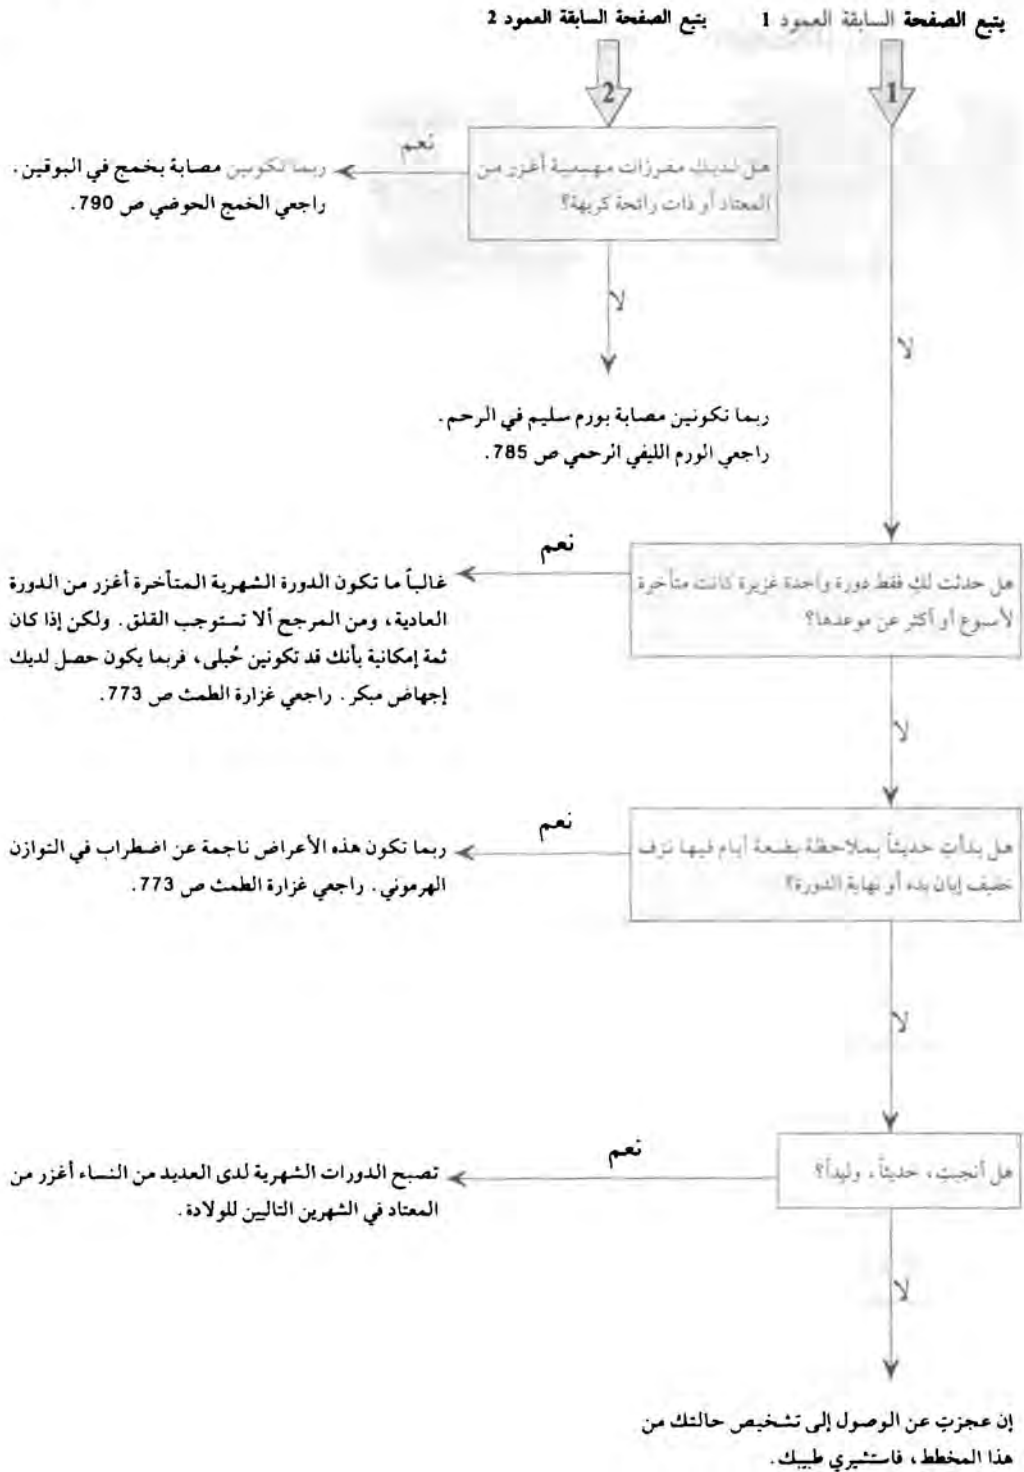 يتبع الصفحة السابقة العمود 1
يتبع الصفحة السابقة العمود 2
1
2
هل لديك مفرزات مهبلية أغزر من
المعتاد أو ذات رائحة كريهة؟
نعم
ربما تكونين مصابة بخمج في البوقين.
راجعي الخمج الحوضي ص 790.
لا
لا
ربما تكونين مصابة بورم سليم في الرحم.
راجعي الورم الليفي الرحمي ص 785.
هل حدثت لكِ فقط دورة واحدة غزيرة كانت متأخرة
لأسبوع أو أكثر عن موعدها؟
نعم
غالباً ما تكون الدورة الشهرية المتأخرة أغزر من الدورة
العادية، ومن المرجح ألا تستوجب القلق. ولكن إذا كان
ثمة إمكانية بأنك قد تكونين حُبلى، فربما يكون حصل لديك
إجهاض مبكر. راجعي غزارة الطمث ص 773.
لا
هل بدأتِ حديثاً بملاحظة بضعة أيام فيها نزف
خفيف إبان بدء أو نهاية الدورة؟
نعم
ربما تكون هذه الأعراض ناجمة عن اضطراب في التوازن
الهرموني. راجعي غزارة الطمث ص 773.
لا
هل أنجبتِ، حديثاً، وليداً؟
نعم
تصبح الدورات الشهرية لدى العديد من النساء أغزر من
المعتاد في الشهرين التاليين للولادة.
لا
إن عجزتِ عن الوصول إلى تشخيص حالتك من
هذا المخطط، فاستشيري طبيبك.